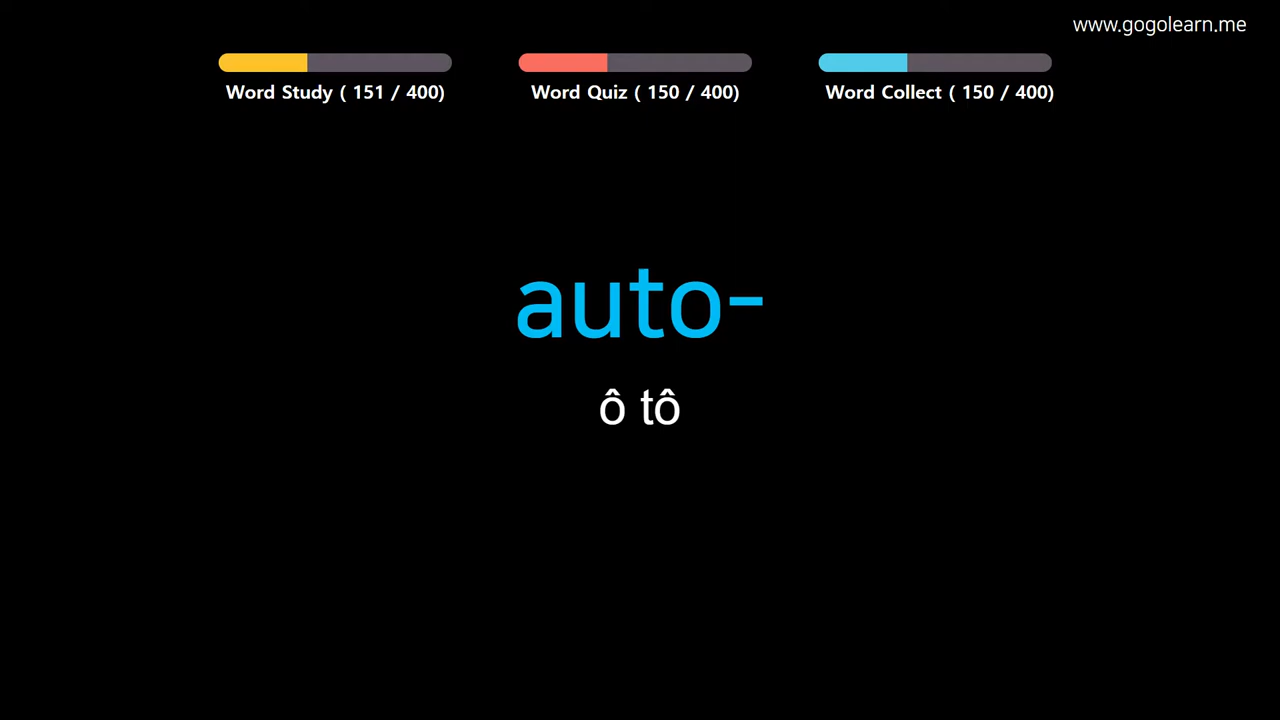 www.gogolearn.me
Word Study ( 151 / 400)
Word Quiz ( 150 / 400)
Word Collect ( 150 / 400)
auto-
ô tô